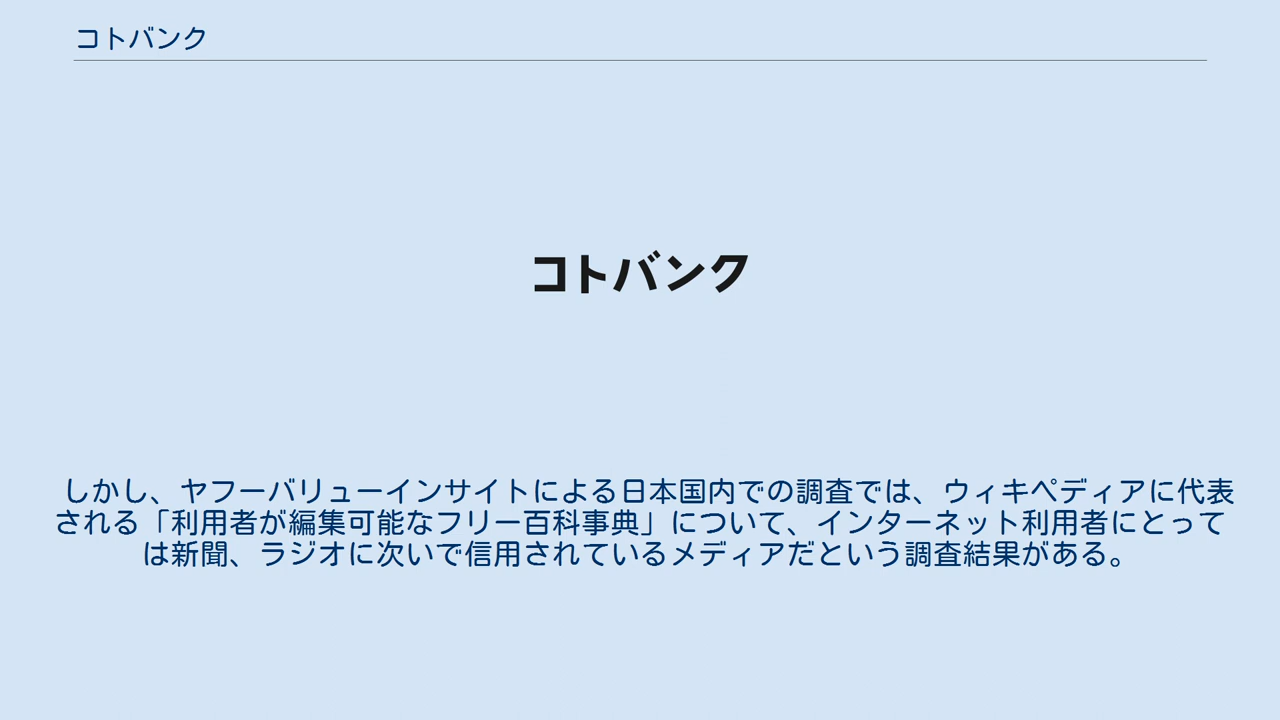 コトバンク
コトバンク
しかし、ヤフーバリューインサイトによる日本国内での調査では、ウィキペディアに代表
される「利用者が編集可能なフリー百科事典」について、インターネット利用者にとって
は新聞、ラジオに次いで信用されているメディアだという調査結果がある。